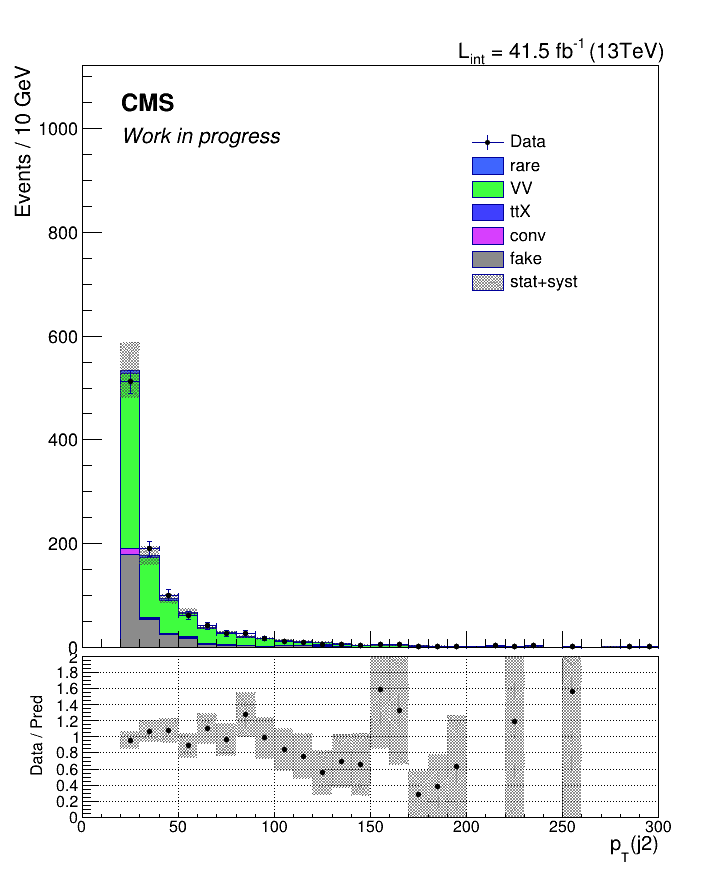 L_int = 41.5 fb^-1 (13TeV)
Events / 10 GeV
CMS
Work in progress
1000
800
600
400
200
0
Data
rare
VV
ttX
conv
fake
stat+syst
Data / Pred
2
1.8
1.6
1.4
1.2
1
0.8
0.6
0.4
0.2
0
0 50 100 150 200 250 300
p_T(j2)